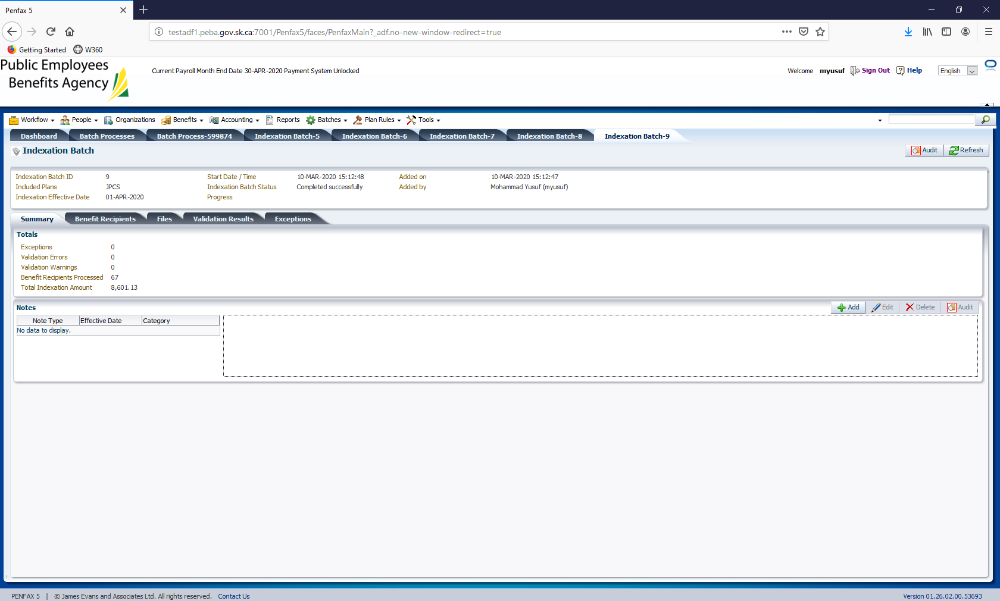 Penfax 5
testadf1.peba.gov.sk.ca:7001/Penfax5/faces/PenfaxMain?_adf.no-new-window-redirect=true
Getting Started W360
Public Employees
Benefits Agency
Current Payroll Month End Date 30-APR-2020 Payment System Unlocked
Welcome myusuf Sign Out Help English
Workflow People Organizations Benefits Accounting Reports Batches Plan Rules Tools
Dashboard Batch Processes Batch Process-599874 Indexation Batch-5 Indexation Batch-6 Indexation Batch-7 Indexation Batch-8 Indexation Batch-9
Indexation Batch Audit Refresh
Indexation Batch ID 9 Start Date / Time 10-MAR-2020 15:12:48 Added on 10-MAR-2020 15:12:47
Included Plans JPCS Indexation Batch Status Completed successfully Added by Mohammad Yusuf (myusuf)
Indexation Effective Date 01-APR-2020 Progress
Summary Benefit Recipients Files Validation Results Exceptions
Totals
Exceptions 0
Validation Errors 0
Validation Warnings 0
Benefit Recipients Processed 67
Total Indexation Amount 8,601.13
Notes Add Edit Delete Audit
Note Type Effective Date Category
No data to display.
PENFAX 5 | © James Evans and Associates Ltd. All rights reserved. Contact Us Version 01.26.02.00.53693